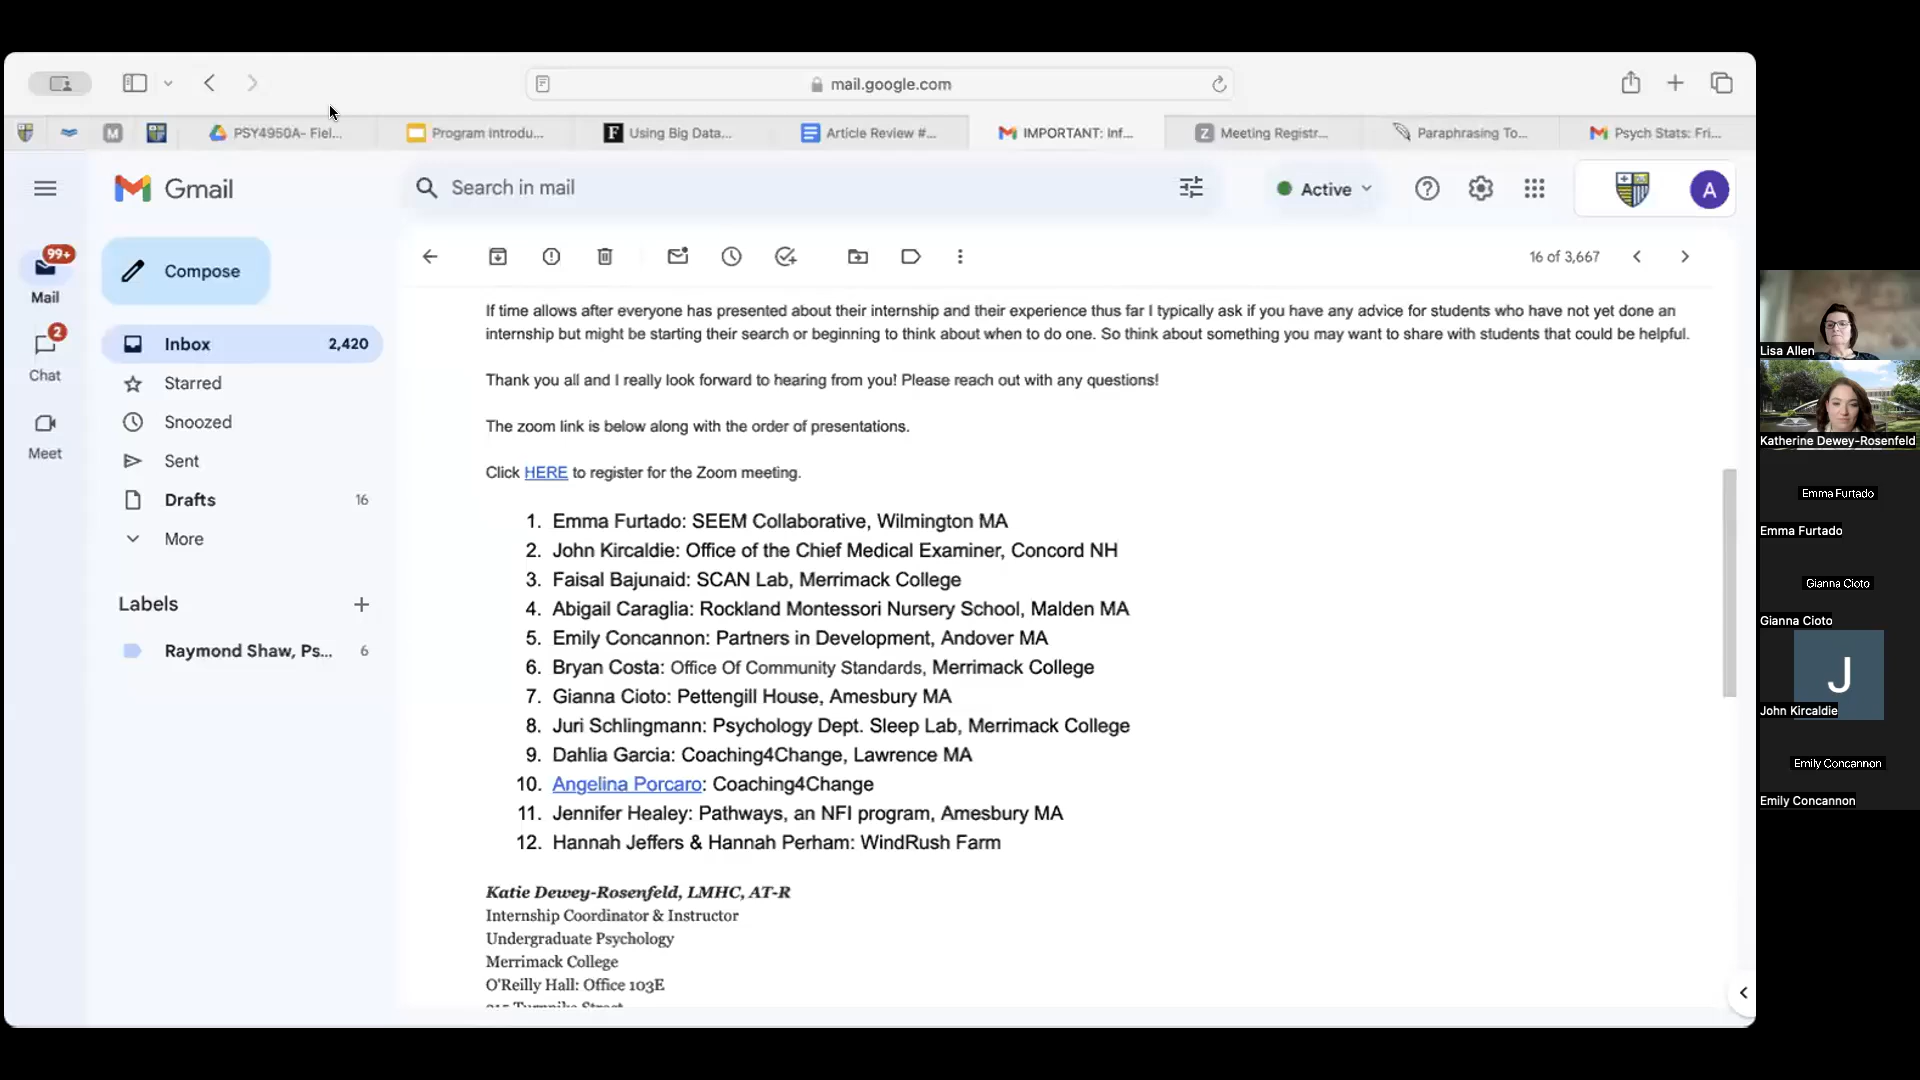 mail.google.com
PSY4950A- Fiel...
Program introdu...
Using Big Data...
Article Review #...
IMPORTANT: Inf...
Meeting Registr...
Paraphrasing To...
Psych Stats: Fri...
Gmail
Search in mail
Active
A
99+
Mail
Compose
16 of 3,667
2
Chat
Meet
Inbox 2,420
Starred
Snoozed
Sent
Drafts 16
More
Labels
Raymond Shaw, Ps... 6
If time allows after everyone has presented about their internship and their experience thus far I typically ask if you have any advice for students who have not yet done an
internship but might be starting their search or beginning to think about when to do one. So think about something you may want to share with students that could be helpful.
Thank you all and I really look forward to hearing from you! Please reach out with any questions!
The zoom link is below along with the order of presentations.
Click HERE to register for the Zoom meeting.
1. Emma Furtado: SEEM Collaborative, Wilmington MA
2. John Kircaldie: Office of the Chief Medical Examiner, Concord NH
3. Faisal Bajunaid: SCAN Lab, Merrimack College
4. Abigail Caraglia: Rockland Montessori Nursery School, Malden MA
5. Emily Concannon: Partners in Development, Andover MA
6. Bryan Costa: Office Of Community Standards, Merrimack College
7. Gianna Cioto: Pettengill House, Amesbury MA
8. Juri Schlingmann: Psychology Dept. Sleep Lab, Merrimack College
9. Dahlia Garcia: Coaching4Change, Lawrence MA
10. Angelina Porcaro: Coaching4Change
11. Jennifer Healey: Pathways, an NFI program, Amesbury MA
12. Hannah Jeffers & Hannah Perham: WindRush Farm
Katie Dewey-Rosenfeld, LMHC, AT-R
Internship Coordinator & Instructor
Undergraduate Psychology
Merrimack College
O'Reilly Hall: Office 103E
Lisa Allen
Katherine Dewey-Rosenfeld
Emma Furtado
Emma Furtado
Gianna Cioto
Gianna Cioto
J
John Kircaldie
Emily Concannon
Emily Concannon